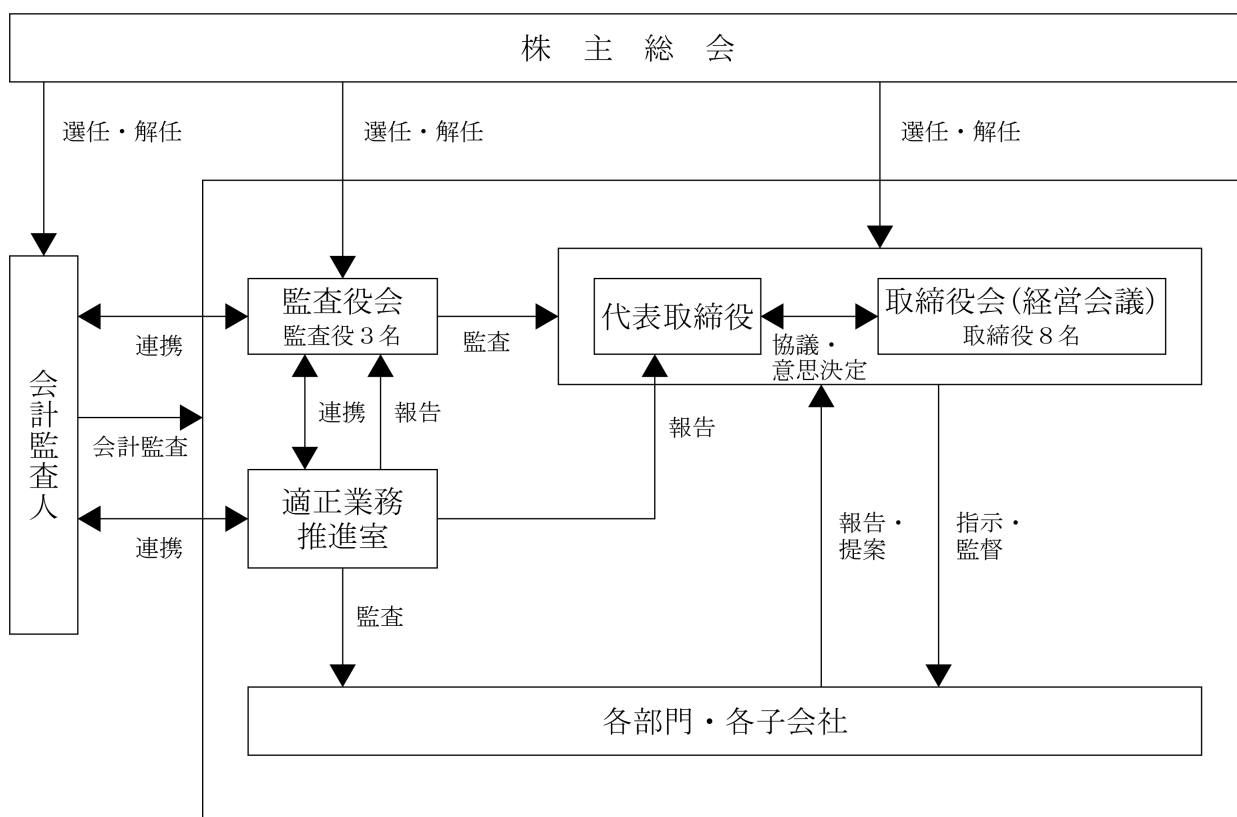 株主総会
選任・解任
選任・解任
選任・解任
監査役会
監査役3名
代表取締役
取締役会(経営会議)
取締役8名
連携
監査
協議・
意思決定
会計監査人
連携
報告
報告
会計監査
適正業務
推進室
連携
報告・
提案
指示・
監督
監査
各部門・各子会社